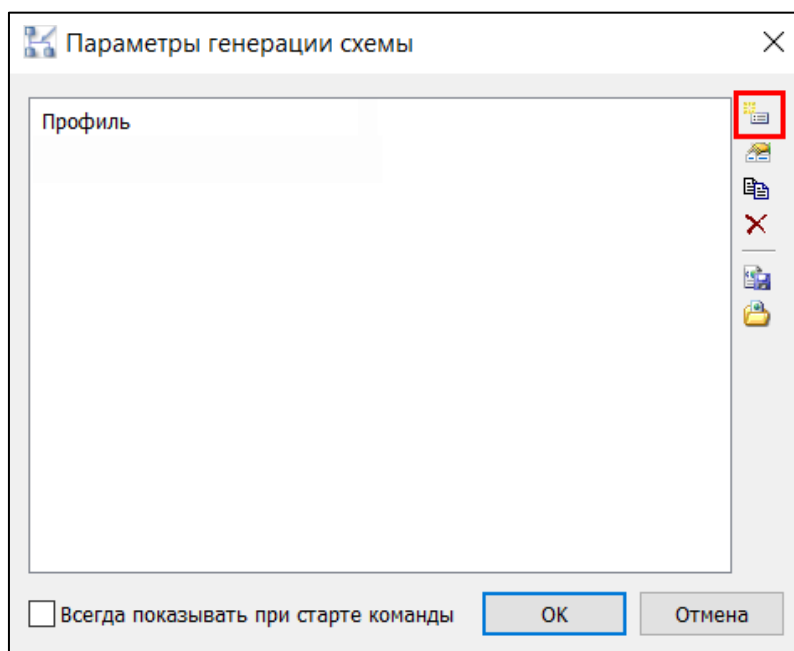 Параметры генерации схемы
Профиль
Всегда показывать при старте команды
OK
Отмена